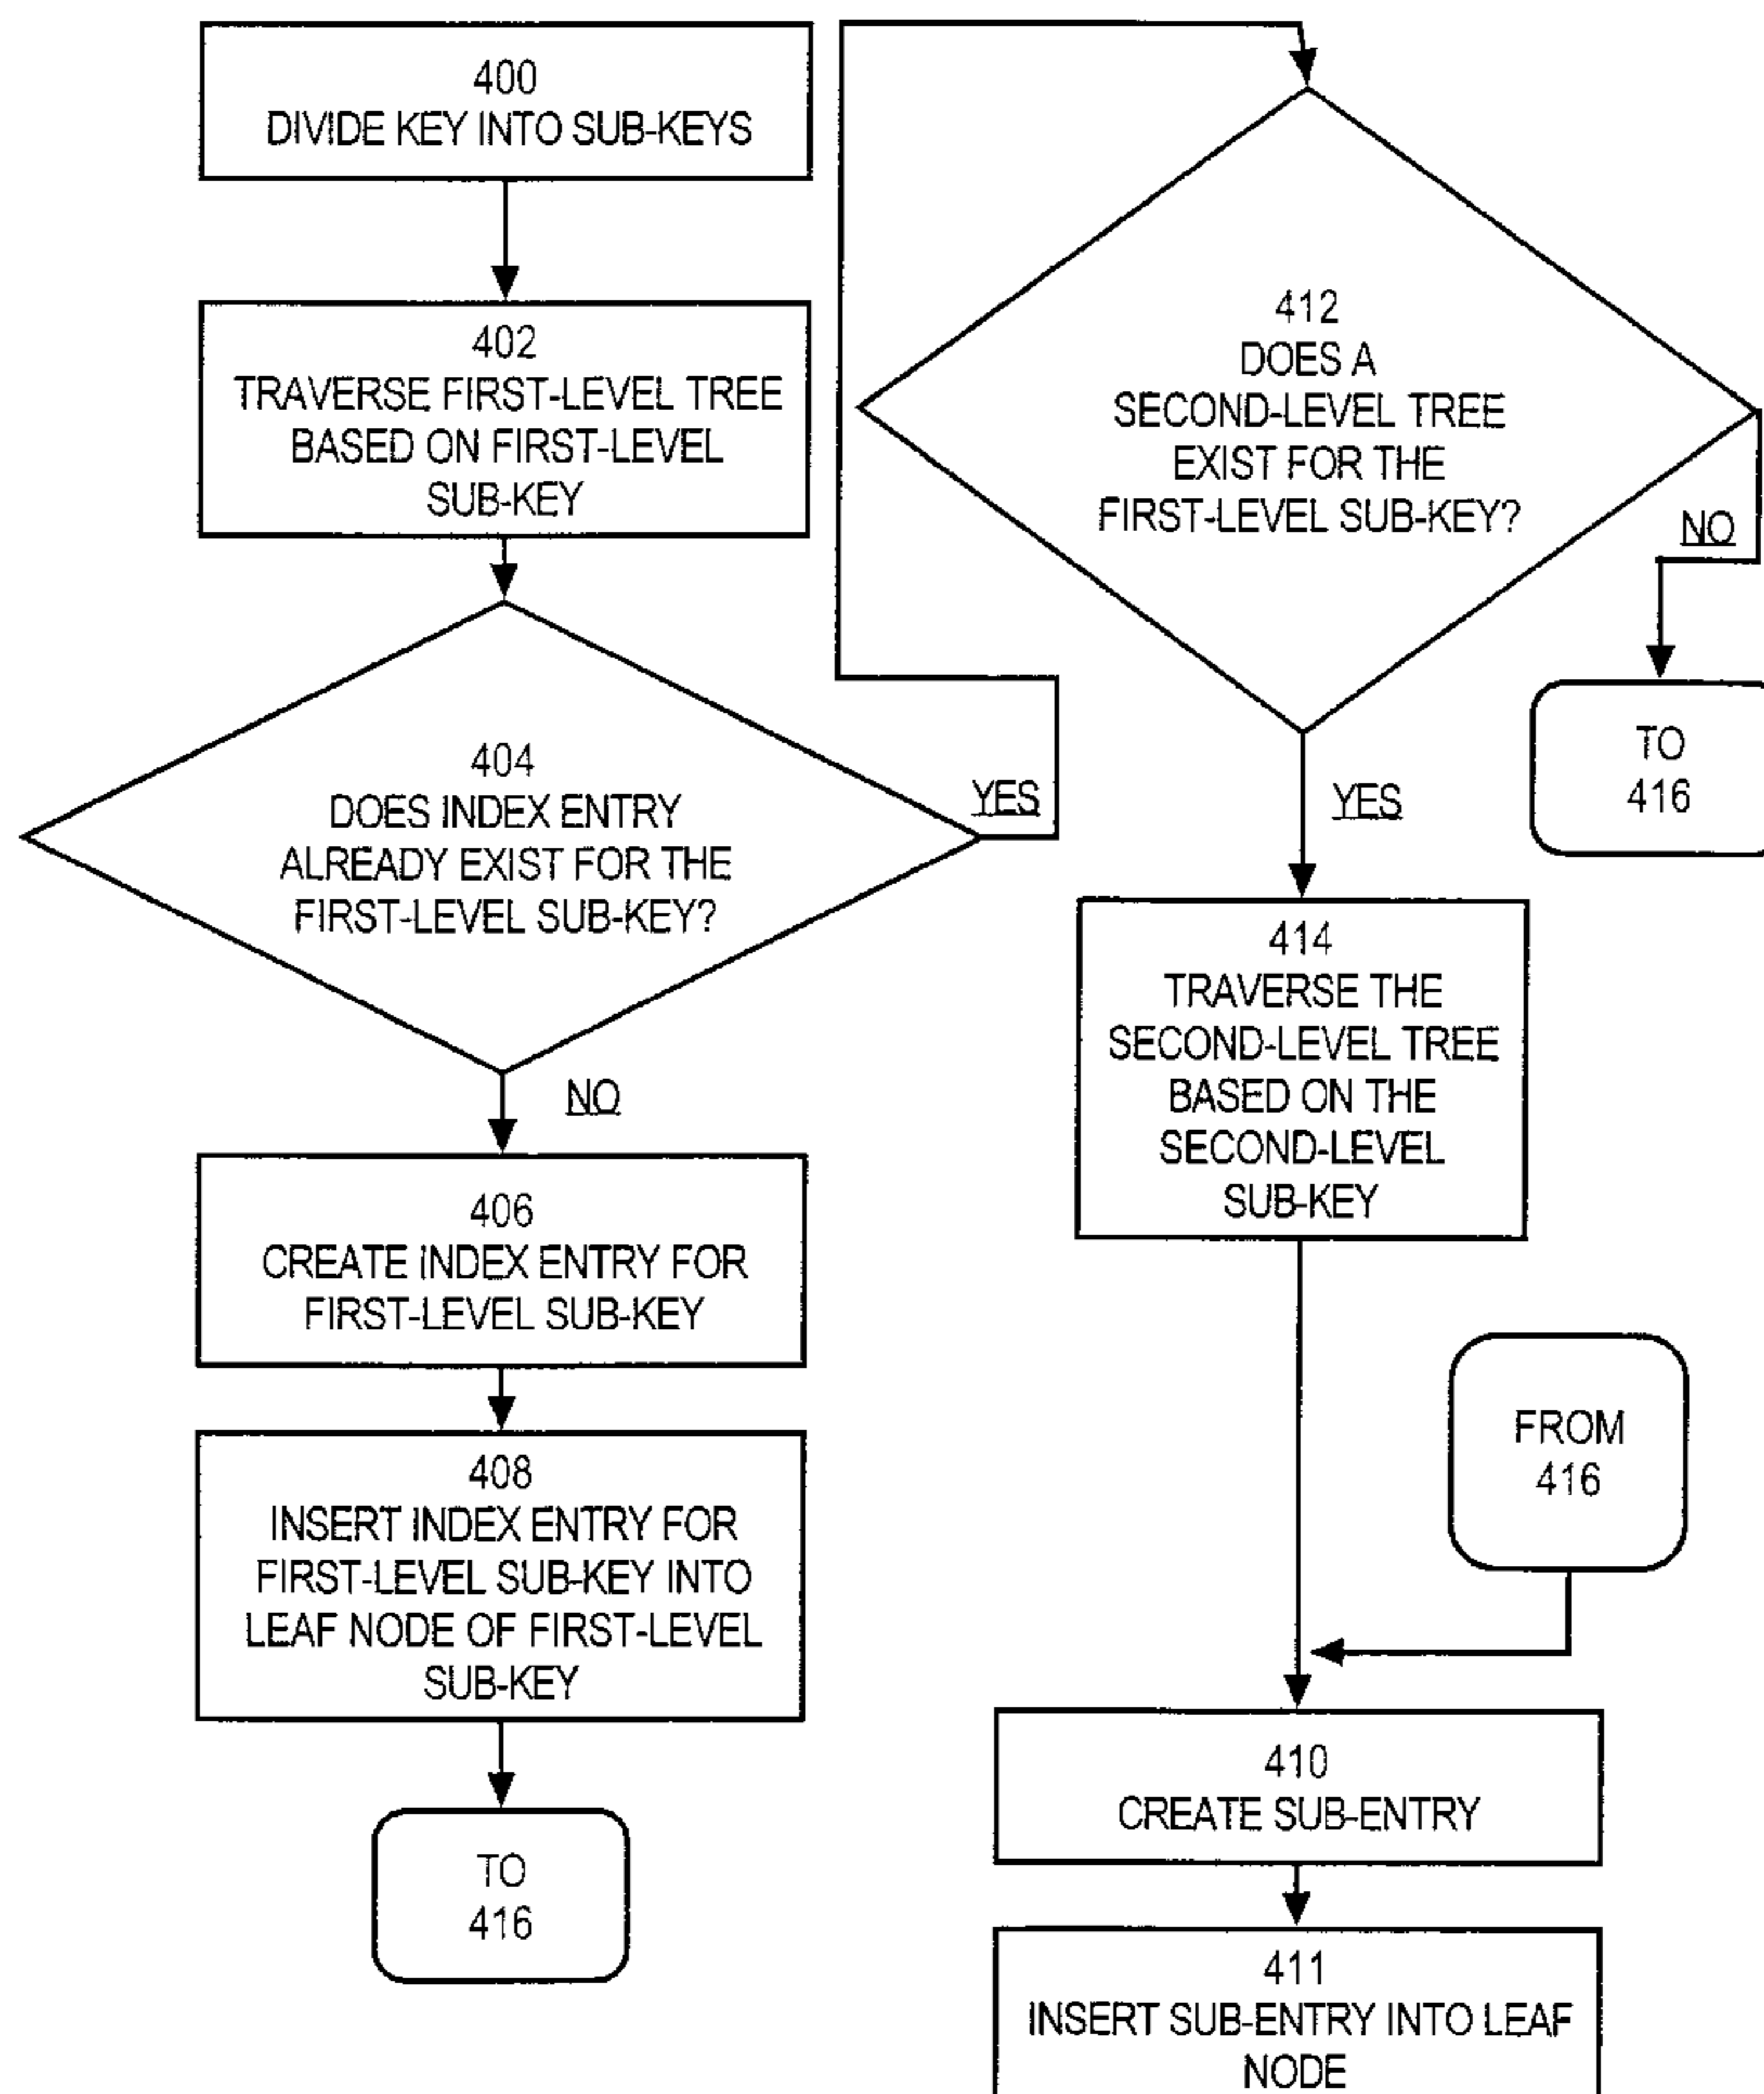 400
DIVIDE KEY INTO SUB-KEYS
402
TRAVERSE FIRST-LEVEL TREE
BASED ON FIRST-LEVEL
SUB-KEY
404
DOES INDEX ENTRY
ALREADY EXIST FOR THE
FIRST-LEVEL SUB-KEY?
YES
NO
406
CREATE INDEX ENTRY FOR
FIRST-LEVEL SUB-KEY
408
INSERT INDEX ENTRY FOR
FIRST-LEVEL SUB-KEY INTO
LEAF NODE OF FIRST-LEVEL
SUB-KEY
TO
416
412
DOES A
SECOND-LEVEL TREE
EXIST FOR THE
FIRST-LEVEL SUB-KEY?
NO
TO
416
YES
414
TRAVERSE THE
SECOND-LEVEL TREE
BASED ON THE
SECOND-LEVEL
SUB-KEY
FROM
416
410
CREATE SUB-ENTRY
411
INSERT SUB-ENTRY INTO LEAF
NODE